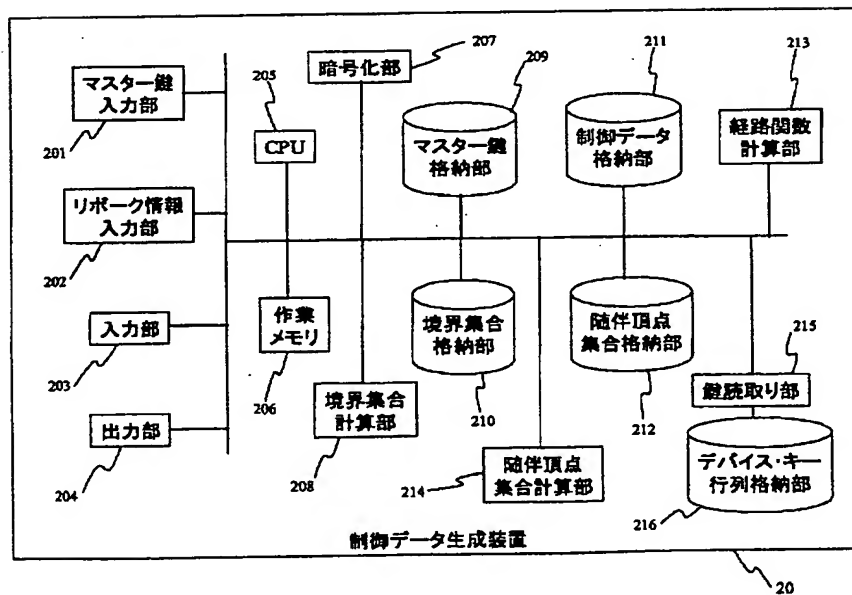 207
211
213
205
209
暗号化部
マスター鍵
入力部
201
CPU
マスター鍵
格納部
制御データ
格納部
経路関数
計算部
リボーク情報
入力部
202
入力部
203
作業
メモリ
206
境界集合
格納部
210
随伴頂点
集合格納部
212
215
鍵読取り部
出力部
204
境界集合
計算部
208
214
随伴頂点
集合計算部
デバイス・キー
行列格納部
216
制御データ生成装置
20